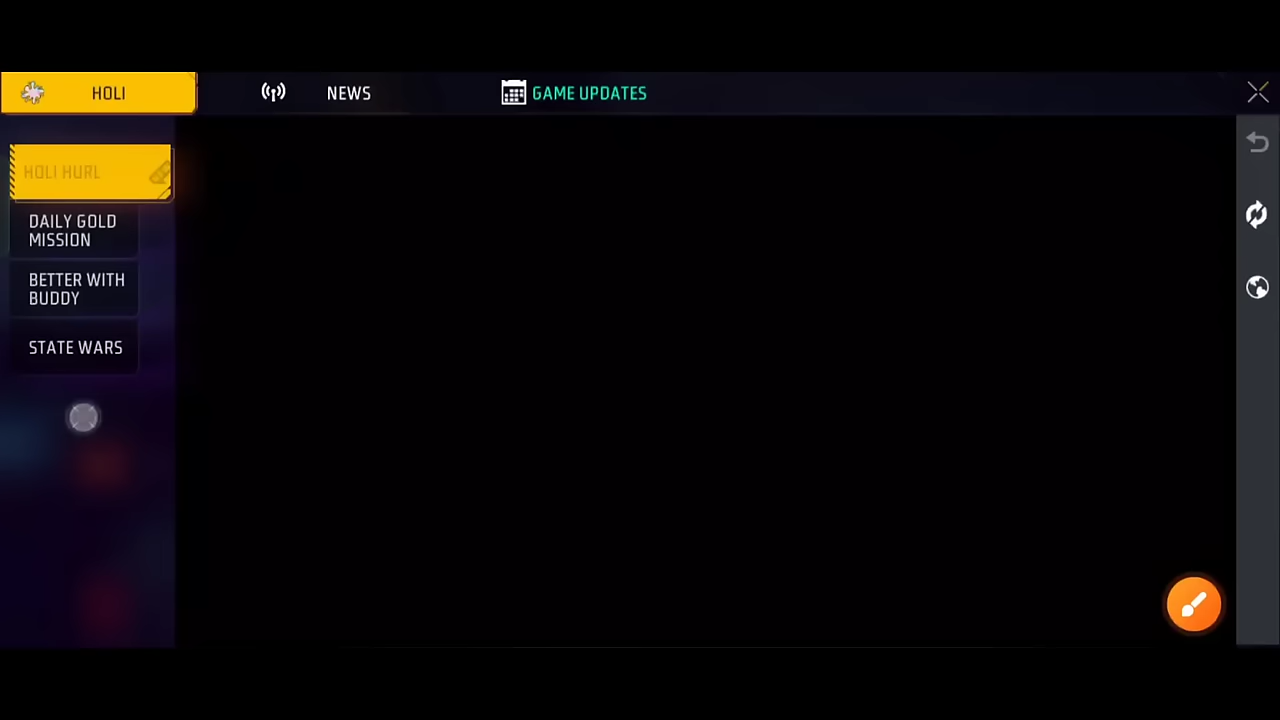 HOLI
NEWS
GAME UPDATES
HOLI HURL
DAILY GOLD
MISSION
BETTER WITH
BUDDY
STATE WARS